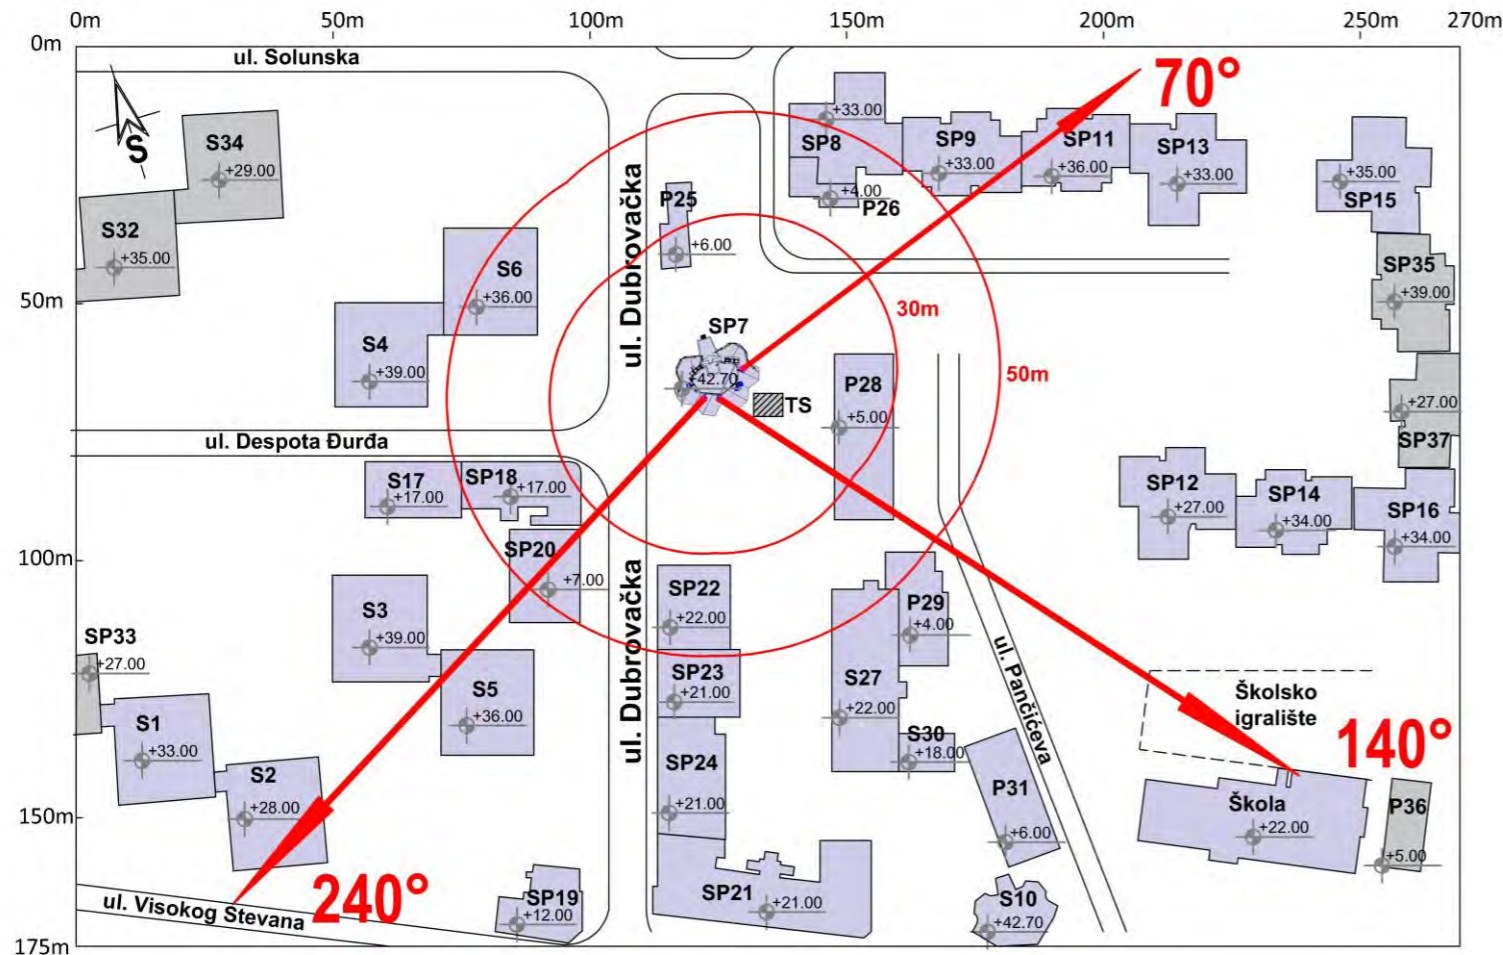 0m 50m 100m 150m 200m 250m 270m
0m
ul. Solunska
70°
S
S34
+29.00
S32
+35.00
S6
+36.00
S4
+39.00
ul. Dubrovačka
P25
+6.00
SP8
+33.00
+4.00
P26
SP9
+33.00
SP11
+36.00
SP13
+33.00
+35.00
SP15
SP35
+39.00
+27.00
SP37
50m
30m
50m
SP7
42.70
TS
P28
+5.00
ul. Despota Đurđa
S17
+17.00
SP18
+17.00
SP20
+7.00
SP12
+27.00
SP14
+34.00
SP16
+34.00
100m
S3
+39.00
SP33
+27.00
S5
+36.00
S1
+33.00
S2
+28.00
ul. Dubrovačka
SP22
+22.00
SP23
+21.00
SP24
+21.00
P29
+4.00
S27
+22.00
S30
+18.00
ul. Pančićeva
P31
+6.00
Školsko
igralište
140°
Škola
+22.00
P36
+5.00
150m
240°
ul. Visokog Stevana
SP19
+12.00
SP21
+21.00
S10
+42.70
175m